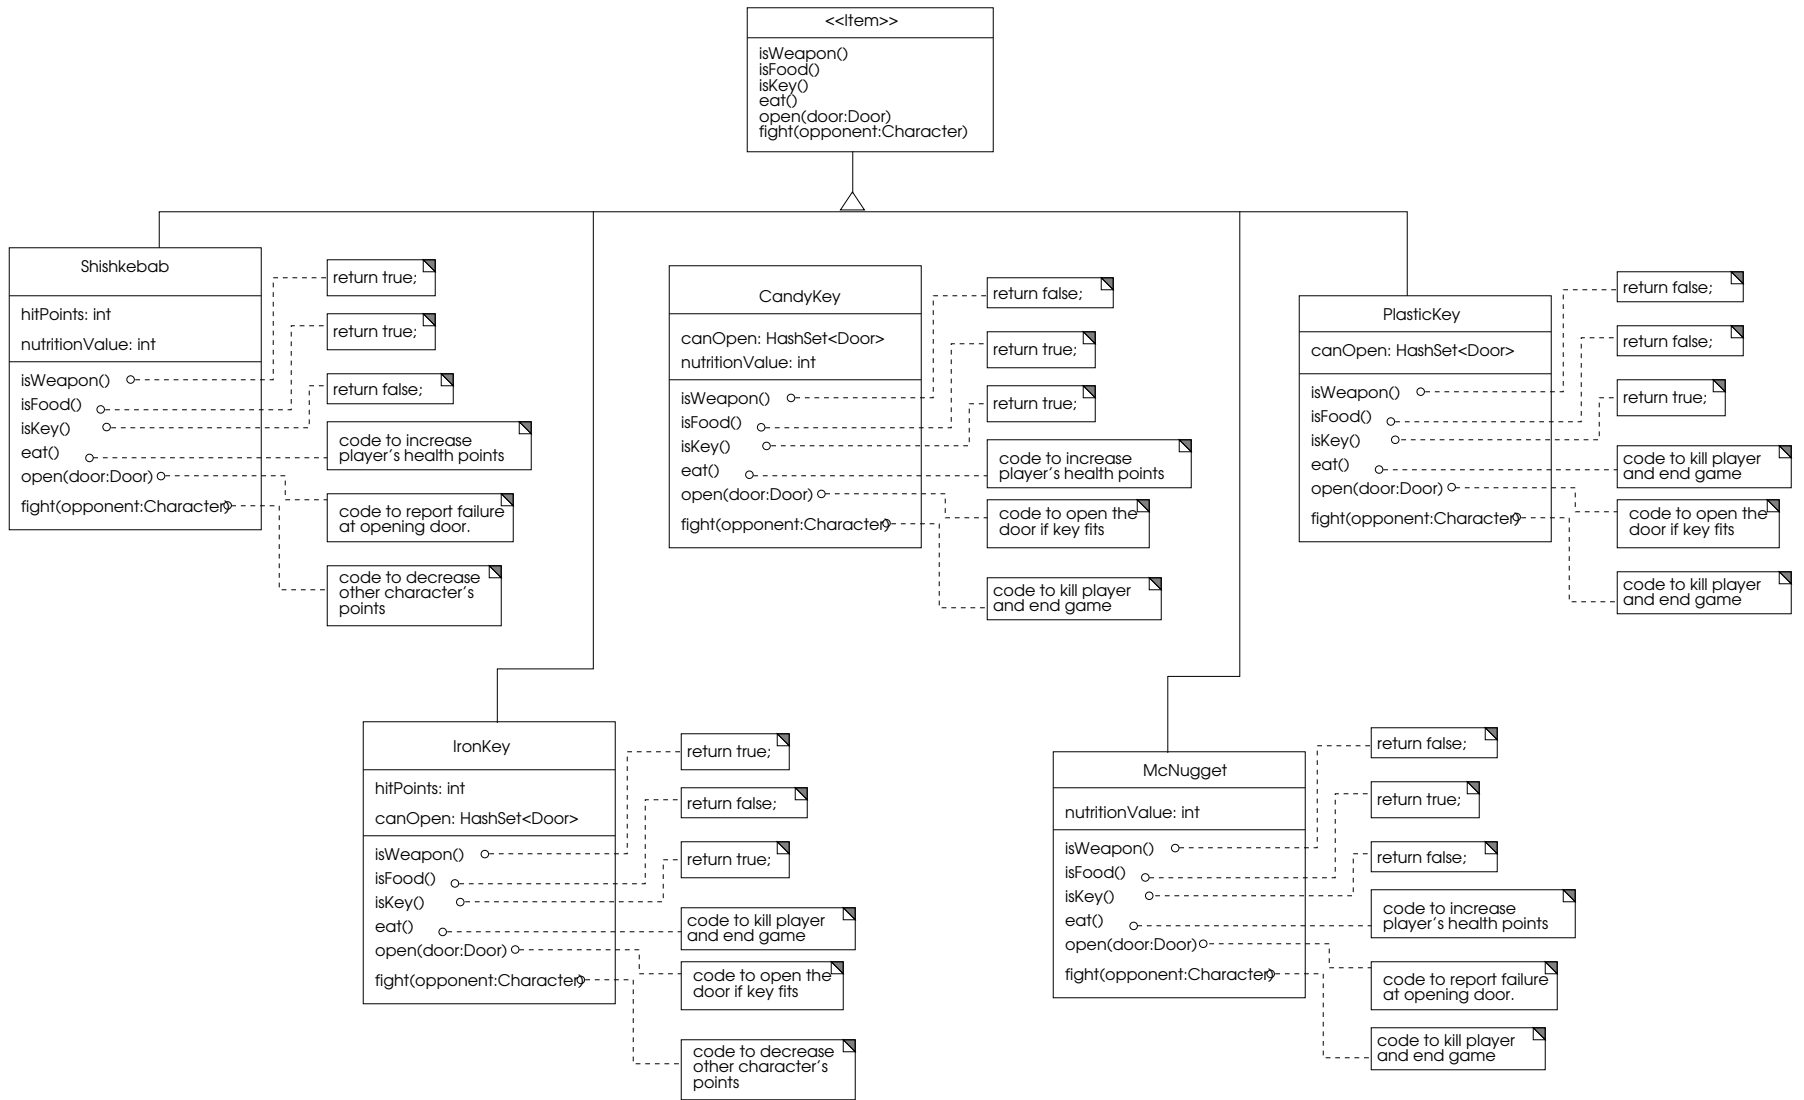 <<Item>>
isWeapon()
isFood()
isKey()
eat()
open(door:Door)
fight(opponent:Character)
Shishkebab
hitPoints: int
nutritionValue: int
isWeapon()
isFood()
isKey()
eat()
open(door:Door)
fight(opponent:Character)
return true;
return true;
return false;
code to increase
player's health points
code to report failure
at opening door.
code to decrease
other character's
points
CandyKey
canOpen: HashSet<Door>
nutritionValue: int
isWeapon()
isFood()
isKey()
eat()
open(door:Door)
fight(opponent:Character)
return false;
return true;
return true;
code to increase
player's health points
code to open the
door if key fits
code to kill player
and end game
PlasticKey
canOpen: HashSet<Door>
isWeapon()
isFood()
isKey()
eat()
open(door:Door)
fight(opponent:Character)
return false;
return false;
return true;
code to kill player
and end game
code to open the
door if key fits
code to kill player
and end game
IronKey
hitPoints: int
canOpen: HashSet<Door>
isWeapon()
isFood()
isKey()
eat()
open(door:Door)
fight(opponent:Character)
return true;
return false;
return true;
code to kill player
and end game
code to open the
door if key fits
code to decrease
other character's
points
McNugget
nutritionValue: int
isWeapon()
isFood()
isKey()
eat()
open(door:Door)
fight(opponent:Character)
return false;
return true;
return false;
code to increase
player's health points
code to report failure
at opening door.
code to kill player
and end game